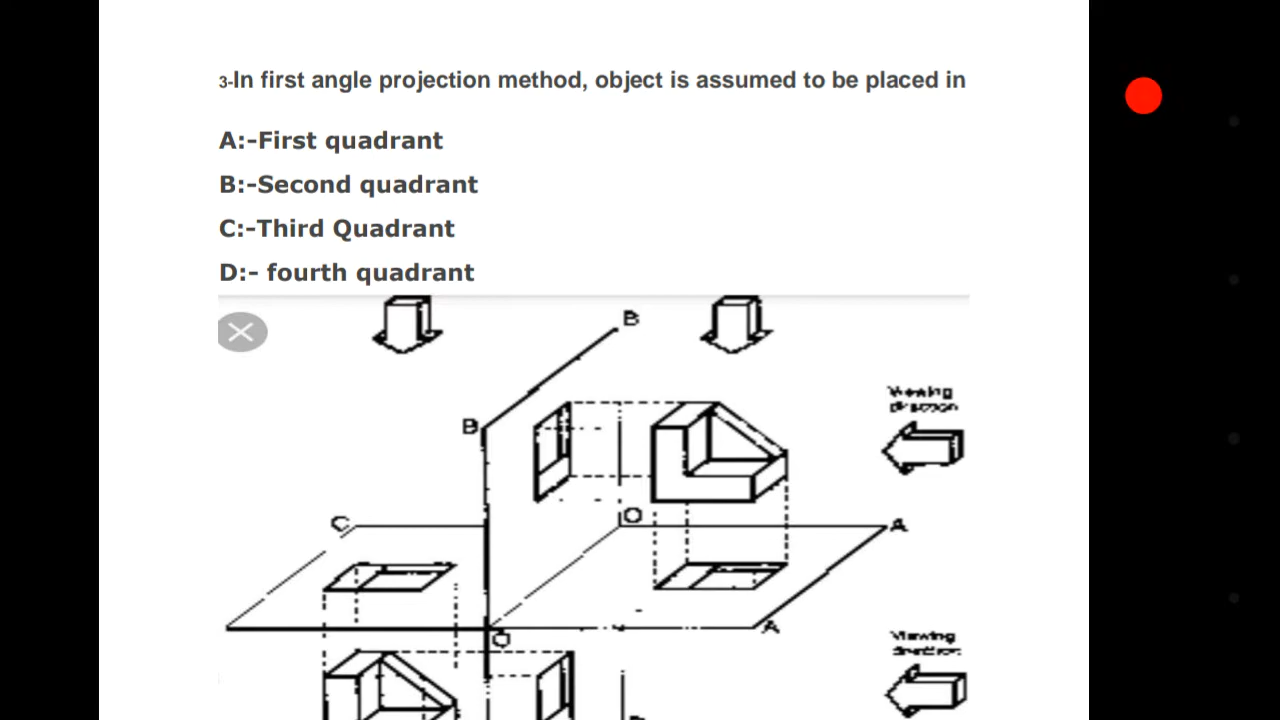 3-In first angle projection method, object is assumed to be placed in
A:-First quadrant
B:-Second quadrant
C:-Third Quadrant
D:- fourth quadrant
B
Viewing
direction
B
C
O
A
O
A
Viewing
direction